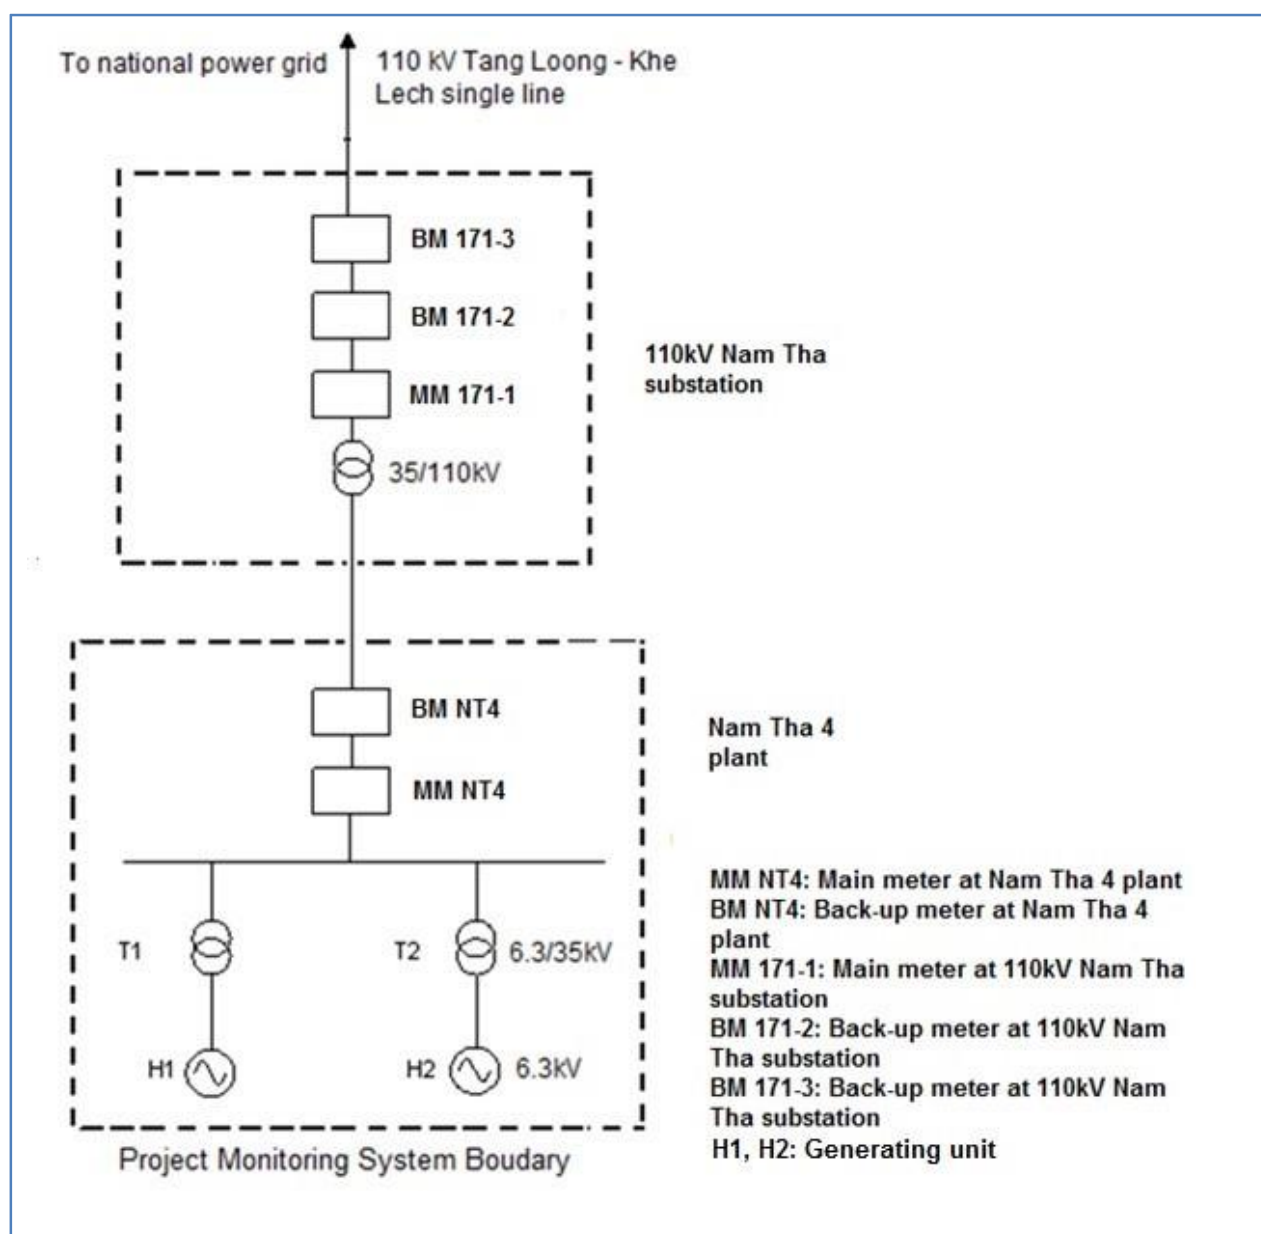 To national power grid
110 kV Tang Loong - Khe
Lech single line
BM 171-3
BM 171-2
MM 171-1
35/110kV
110kV Nam Tha
substation
BM NT4
MM NT4
Nam Tha 4
plant
T1
T2
6.3/35kV
H1
H2
6.3kV
MM NT4: Main meter at Nam Tha 4 plant
BM NT4: Back-up meter at Nam Tha 4
plant
MM 171-1: Main meter at 110kV Nam Tha
substation
BM 171-2: Back-up meter at 110kV Nam
Tha substation
BM 171-3: Back-up meter at 110kV Nam
Tha substation
H1, H2: Generating unit
Project Monitoring System Boudary